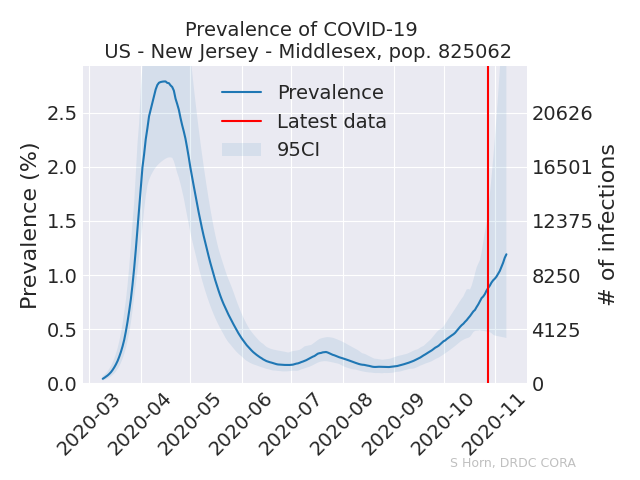 Prevalence of COVID-19
US - New Jersey - Middlesex, pop. 825062
Prevalence
Latest data
95CI
Prevalence (%)
2.5
2.0
1.5
1.0
0.5
0.0
20626
16501
12375
8250
4125
0
# of infections
2020-03
2020-04
2020-05
2020-06
2020-07
2020-08
2020-09
2020-10
2020-11
S Horn, DRDC CORA